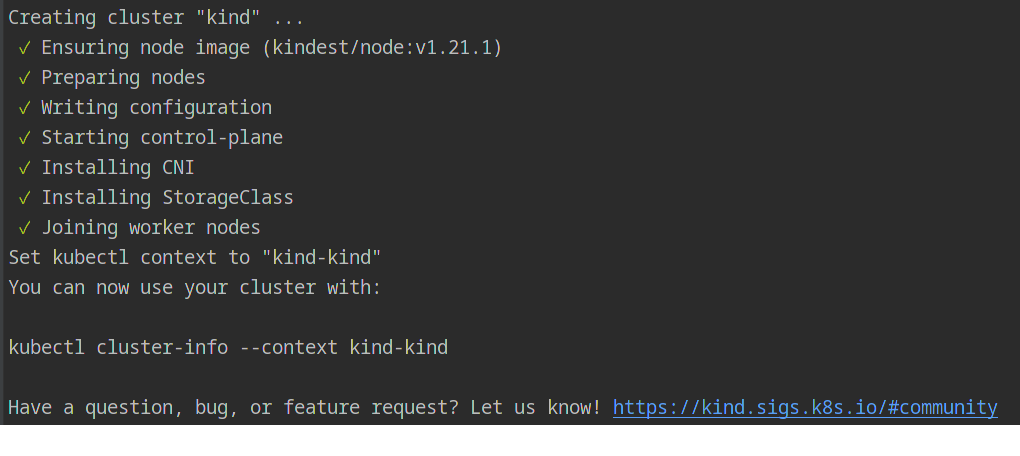 Creating cluster "kind" ...
✓ Ensuring node image (kindest/node:v1.21.1)
✓ Preparing nodes
✓ Writing configuration
✓ Starting control-plane
✓ Installing CNI
✓ Installing StorageClass
✓ Joining worker nodes
Set kubectl context to "kind-kind"
You can now use your cluster with:
kubectl cluster-info --context kind-kind
Have a question, bug, or feature request? Let us know! https://kind.sigs.k8s.io/#community